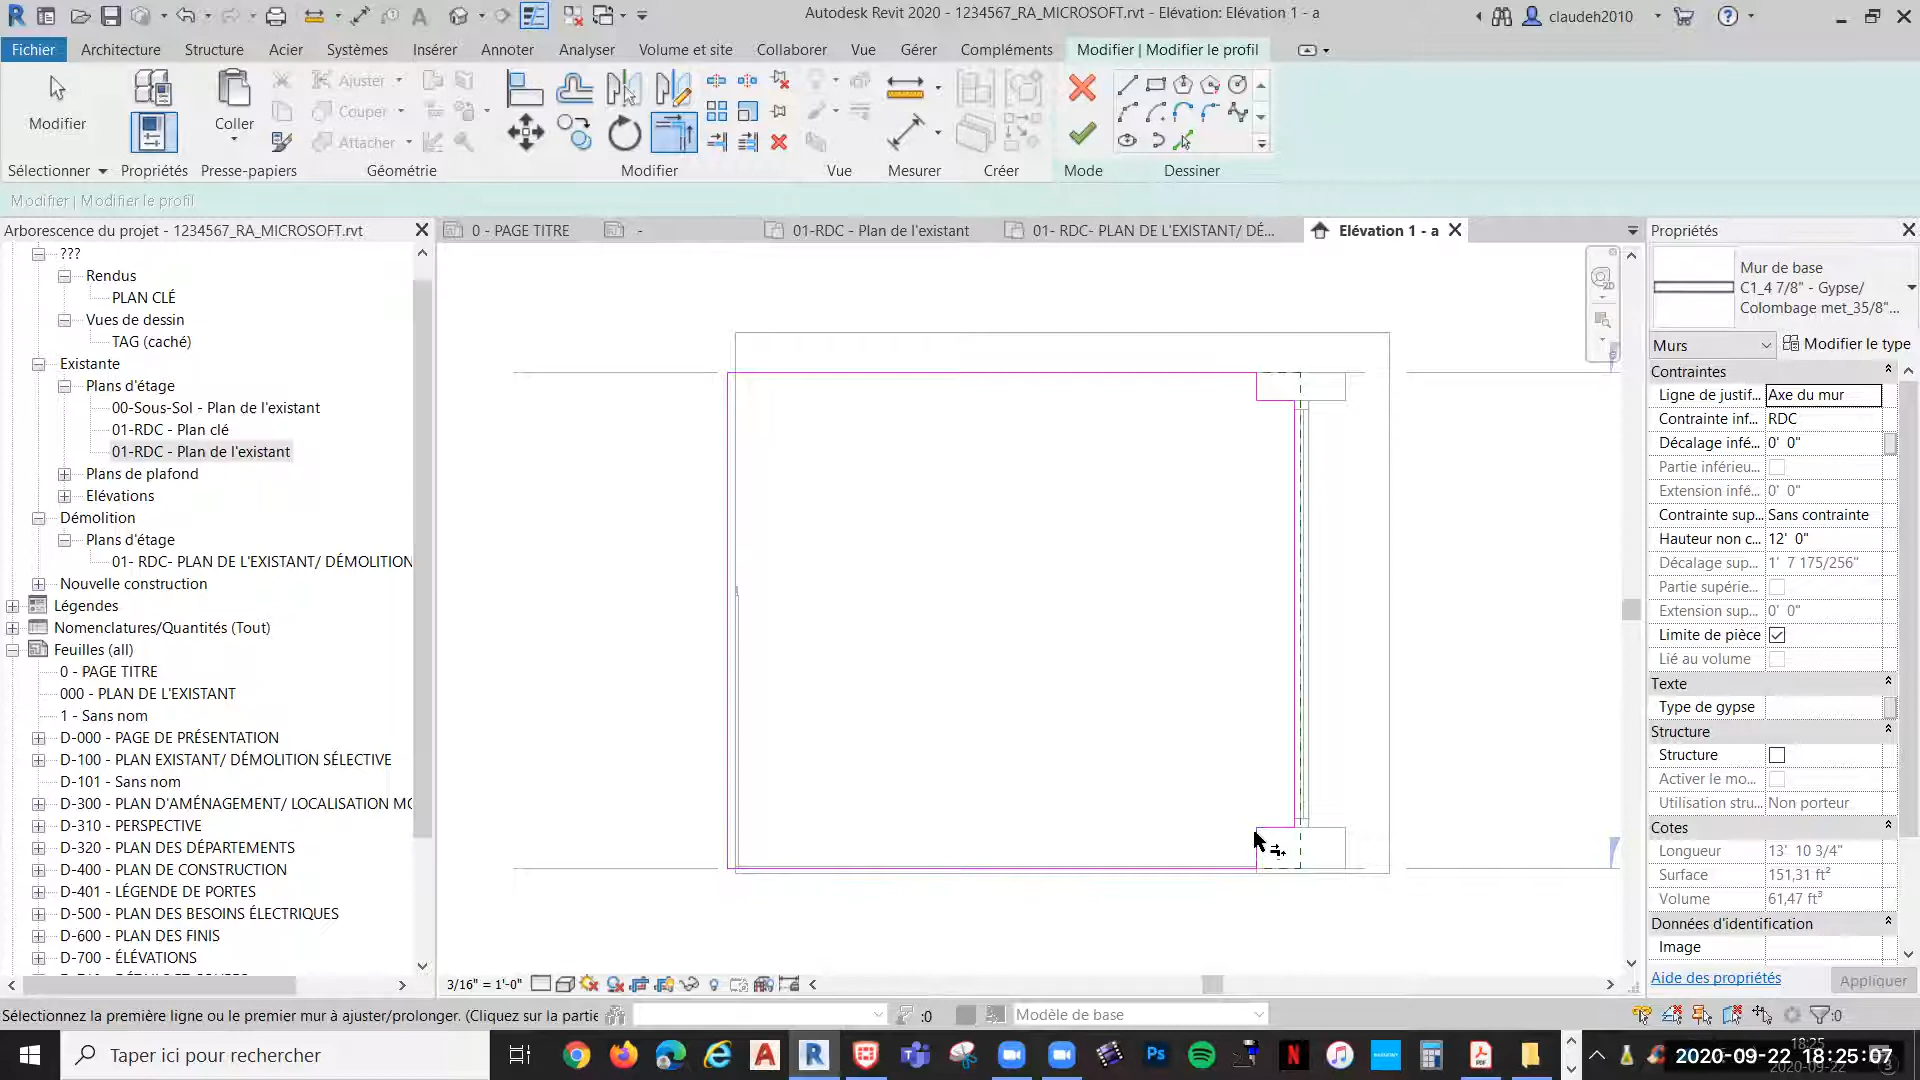 Autodesk Revit 2020 - 1234567_RA_MICROSOFT.rvt - Elévation: Elévation 1 - a
claudeh2010
Fichier
Architecture
Structure
Acier
Systèmes
Insérer
Annoter
Analyser
Volume et site
Collaborer
Vue
Gérer
Compléments
Modifier | Modifier le profil
Modifier
Coller
Ajuster
Couper
Attacher
Sélectionner
Propriétés
Presse-papiers
Géométrie
Modifier
Vue
Mesurer
Créer
Mode
Dessiner
Modifier | Modifier le profil
Arborescence du projet - 1234567_RA_MICROSOFT.rvt
0 - PAGE TITRE
-
01-RDC - Plan de l'existant
01- RDC- PLAN DE L'EXISTANT/ DÉ...
Elévation 1 - a
???
Rendus
PLAN CLÉ
Vues de dessin
TAG (caché)
Existante
Plans d'étage
00-Sous-Sol - Plan de l'existant
01-RDC - Plan clé
01-RDC - Plan de l'existant
Plans de plafond
Elévations
Démolition
Plans d'étage
01- RDC- PLAN DE L'EXISTANT/ DÉMOLITION
Nouvelle construction
Légendes
Nomenclatures/Quantités (Tout)
Feuilles (all)
0 - PAGE TITRE
000 - PLAN DE L'EXISTANT
1 - Sans nom
D-000 - PAGE DE PRÉSENTATION
D-100 - PLAN EXISTANT/ DÉMOLITION SÉLECTIVE
D-101 - Sans nom
D-300 - PLAN D'AMÉNAGEMENT/ LOCALISATION MO
D-310 - PERSPECTIVE
D-320 - PLAN DES DÉPARTEMENTS
D-400 - PLAN DE CONSTRUCTION
D-401 - LÉGENDE DE PORTES
D-500 - PLAN DES BESOINS ÉLECTRIQUES
D-600 - PLAN DES FINIS
D-700 - ÉLÉVATIONS
2D
Propriétés
Mur de base
C1_4 7/8" - Gypse/
Colombage met_35/8"...
Murs
Modifier le type
Contraintes
Ligne de justif... Axe du mur
Contrainte inf... RDC
Décalage infé... 0' 0"
Partie inférieu...
Extension infé... 0' 0"
Contrainte sup... Sans contrainte
Hauteur non c... 12' 0"
Décalage sup... 1' 7 175/256"
Partie supérie...
Extension sup... 0' 0"
Limite de pièce
Lié au volume
Texte
Type de gypse
Structure
Structure
Activer le mo...
Utilisation stru... Non porteur
Cotes
Longueur 13' 10 3/4"
Surface 151,31 ft²
Volume 61,47 ft³
Données d'identification
Image
Aide des propriétés
Appliquer
3/16" = 1'-0"
Sélectionnez la première ligne ou le premier mur à ajuster/prolonger. (Cliquez sur la partie
:0
Modèle de base
:0
Taper ici pour rechercher
18:25
2020-09-22
2020-09-22 18:25:07